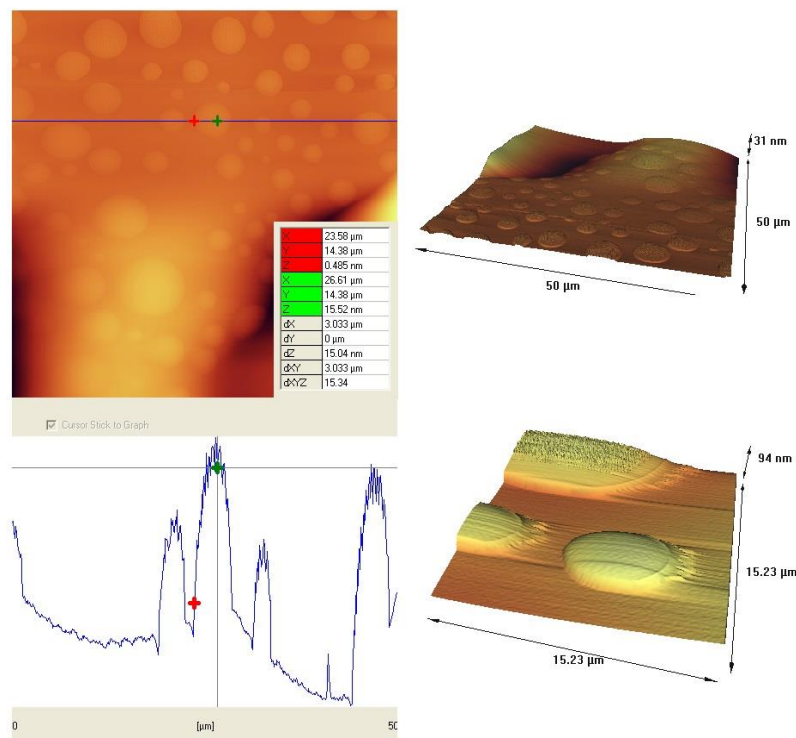 X 23.58 µm
Y 14.38 µm
Z 0.485 nm
X 26.61 µm
Y 14.38 µm
Z 15.52 nm
dX 3.033 µm
dY 0 µm
dZ 15.04 nm
dXY 3.033 µm
dXYZ 15.34
Cursor Stick to Graph
0 [µm] 50
31 nm
50 µm
50 µm
94 nm
15.23 µm
15.23 µm